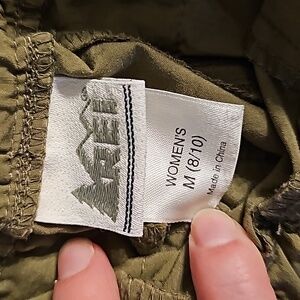 REI
WOMEN'S
M (8/10)
Made in China